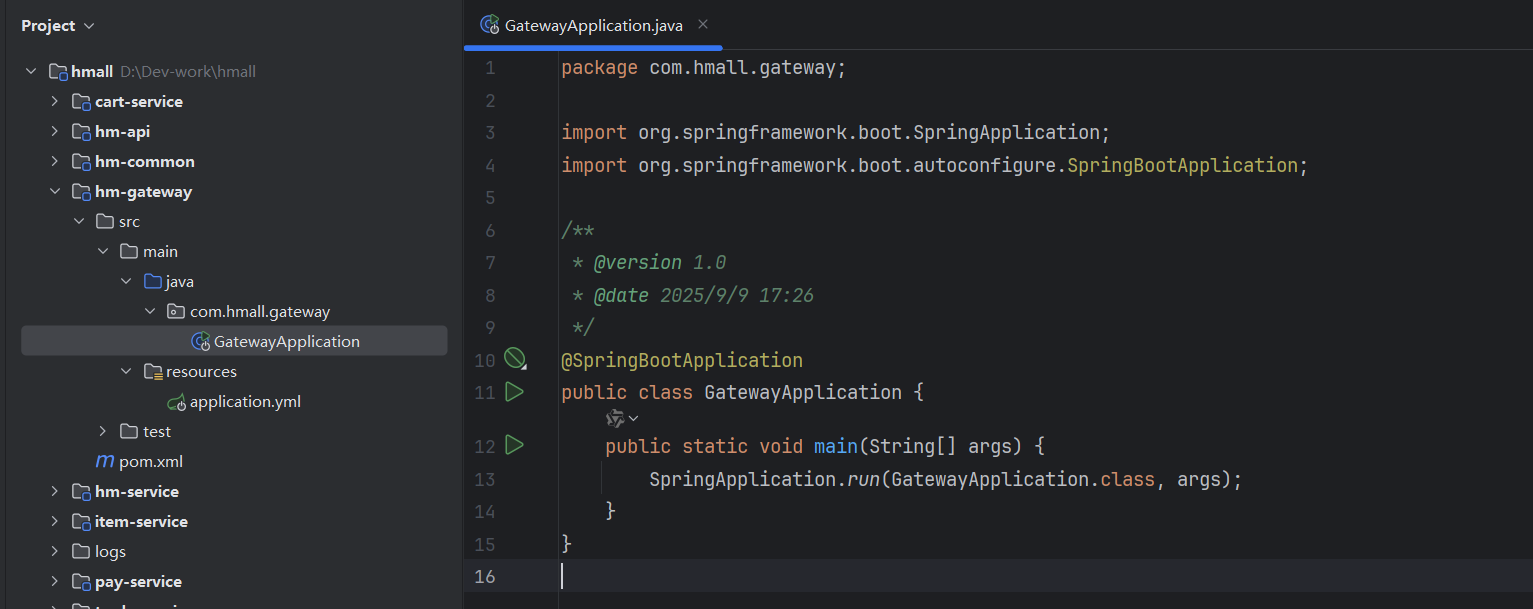 Project
hmall D:\Dev-work\hmall
cart-service
hm-api
hm-common
hm-gateway
src
main
java
com.hmall.gateway
GatewayApplication
resources
application.yml
test
pom.xml
hm-service
item-service
logs
pay-service
GatewayApplication.java
1 package com.hmall.gateway;
2
3 import org.springframework.boot.SpringApplication;
4 import org.springframework.boot.autoconfigure.SpringBootApplication;
5
6 /**
7 * @version 1.0
8 * @date 2025/9/9 17:26
9 */
10 @SpringBootApplication
11 public class GatewayApplication {
12 public static void main(String[] args) {
13 SpringApplication.run(GatewayApplication.class, args);
14 }
15 }
16